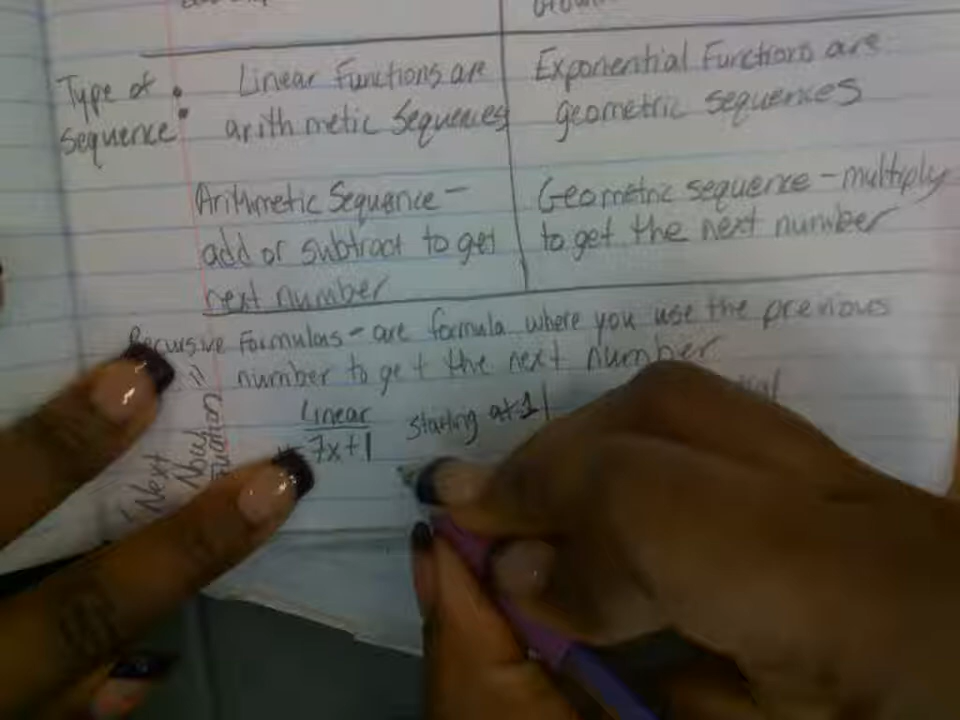 Type of : Linear Functions are Exponential Functions are
Sequence arithmetic Sequences geometric sequences
Arithmetic Sequence - Geometric sequence - multiply
add or subtract to get to get the next number
next number
Recursive Formulas - are formula where you use the previous
number to get the next number
Linear
7x+1 starting at 1
Next
Now